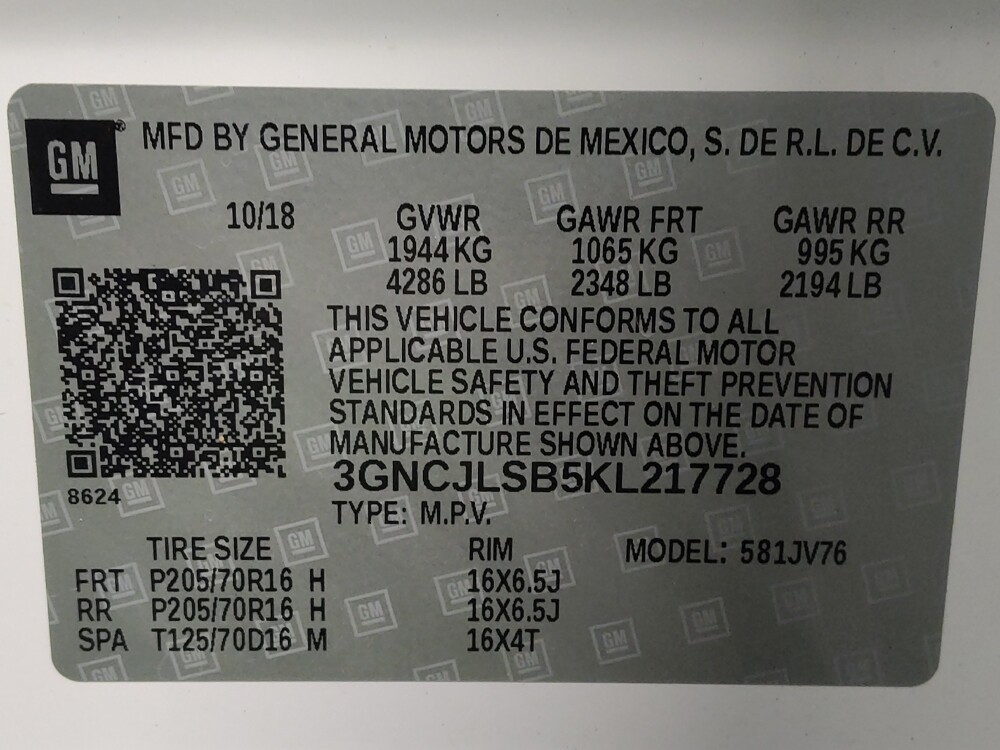 GM® MFD BY GENERAL MOTORS DE MEXICO, S. DE R.L. DE C.V.
10/18 GVWR GAWR FRT GAWR RR
1944 KG 1065 KG 995 KG
4286 LB 2348 LB 2194 LB
THIS VEHICLE CONFORMS TO ALL
APPLICABLE U.S. FEDERAL MOTOR
VEHICLE SAFETY AND THEFT PREVENTION
STANDARDS IN EFFECT ON THE DATE OF
MANUFACTURE SHOWN ABOVE.
3GNCJLSB5KL217728
8624
TYPE: M.P.V.
TIRE SIZE RIM MODEL: 581JV76
FRT P205/70R16 H 16X6.5J
RR P205/70R16 H 16X6.5J
SPA T125/70D16 M 16X4T